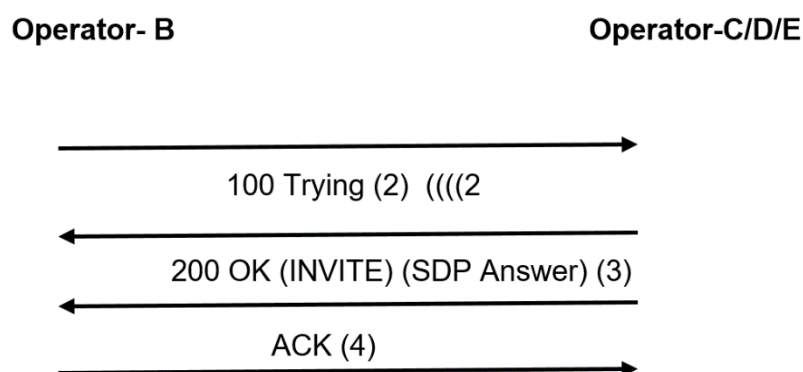 Operator- B
Operator-C/D/E
100 Trying (2) ((((2
200 OK (INVITE) (SDP Answer) (3)
ACK (4)